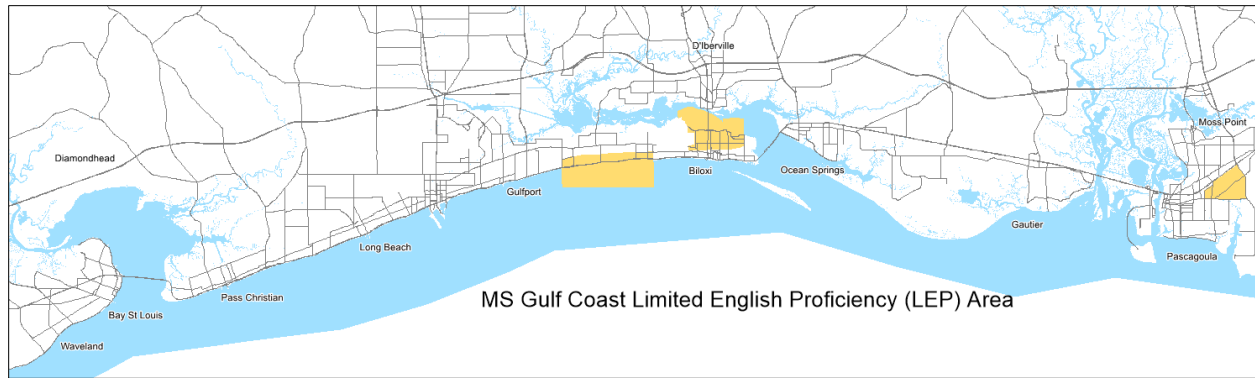 D'Iberville
Moss Point
Diamondhead
Biloxi
Ocean Springs
Gulfport
Gautier
Long Beach
Pascagoula
Pass Christian
MS Gulf Coast Limited English Proficiency (LEP) Area
Bay St Louis
Waveland